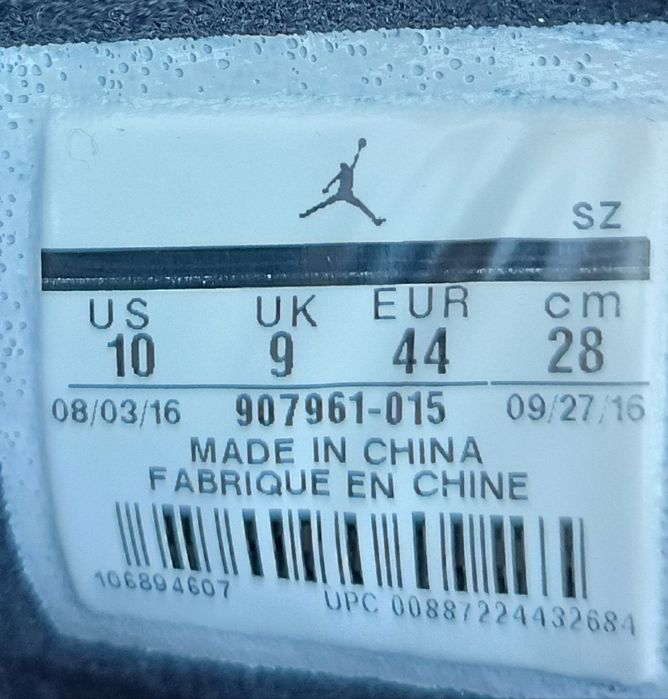 SZ
US UK EUR cm
10 9 44 28
08/03/16 907961-015 09/27/16
MADE IN CHINA
FABRIQUE EN CHINE
106894607
UPC 00887224432684